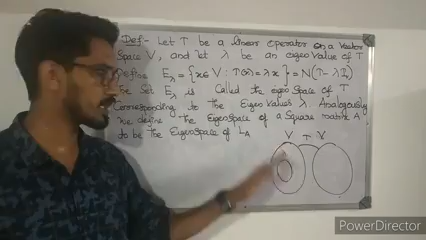 Def:- Let T be a linear operator on a vector
Space V, and let λ be an eigen value of T
Define Eλ = {x∈ V : T(x) = λx} = N(T-λI)
The Set Eλ is Called the eigen space of T
Corresponding to the Eigen values λ. Analogously
we define the Eigenspace of a Square matrix A
to be the Eigenspace of LA
V T V
PowerDirector